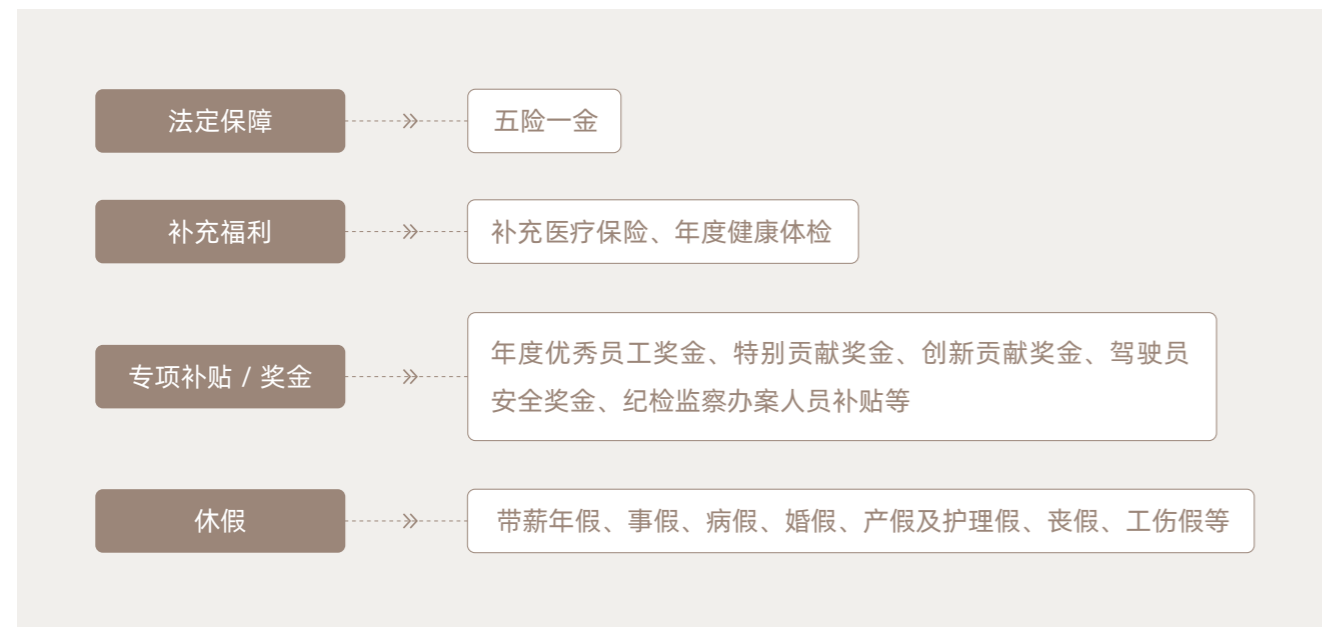 法定保障
五险一金
补充福利
补充医疗保险、年度健康体检
专项补贴 / 奖金
年度优秀员工奖金、特别贡献奖金、创新贡献奖金、驾驶员
安全奖金、纪检监察办案人员补贴等
休假
带薪年假、事假、病假、婚假、产假及护理假、丧假、工伤假等